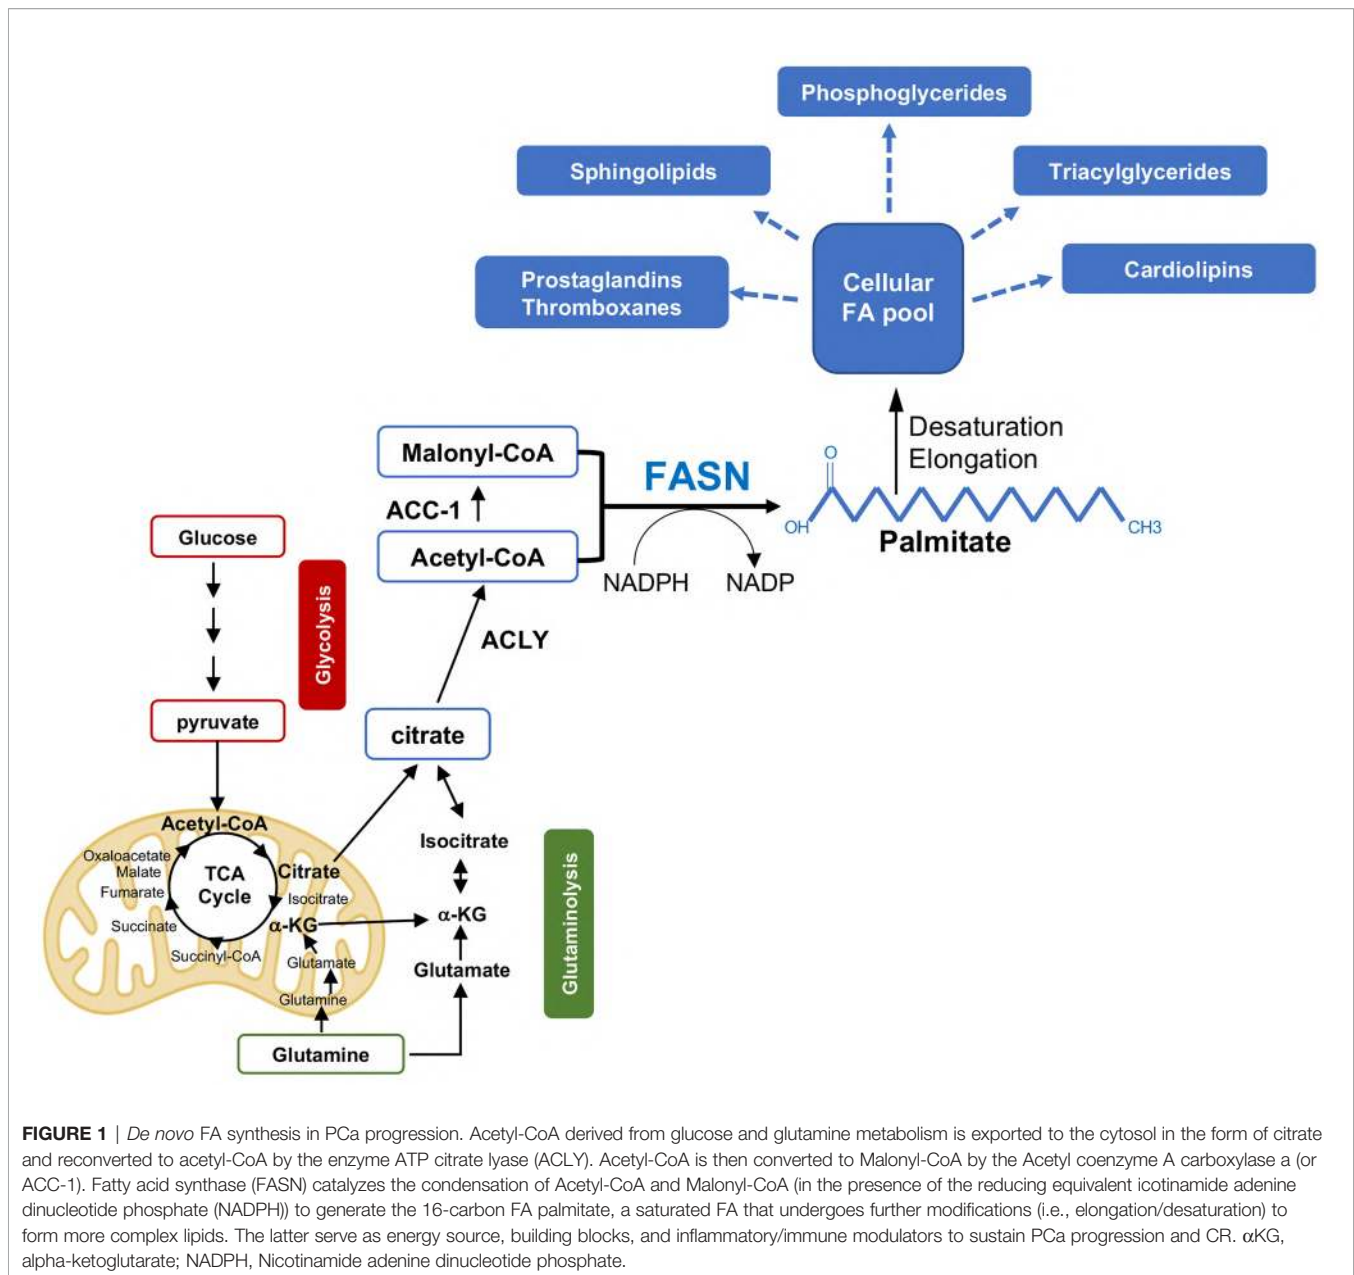 Phosphoglycerides
Sphingolipids
Triacylglycerides
Prostaglandins
Thromboxanes
Cellular
FA pool
Cardiolipins
Desaturation
Elongation
Malonyl-CoA
ACC-1
Acetyl-CoA
FASN
NADPH
NADP
O
OH
CH3
Palmitate
Glucose
Glycolysis
pyruvate
ACLY
citrate
Acetyl-CoA
Oxaloacetate
Malate
Fumarate
Succinate
Succinyl-CoA
TCA
Cycle
Citrate
Isocitrate
α-KG
Glutamate
Glutamine
Isocitrate
α-KG
Glutamate
Glutaminolysis
Glutamine
FIGURE 1 | De novo FA synthesis in PCa progression. Acetyl-CoA derived from glucose and glutamine metabolism is exported to the cytosol in the form of citrate
and reconverted to acetyl-CoA by the enzyme ATP citrate lyase (ACLY). Acetyl-CoA is then converted to Malonyl-CoA by the Acetyl coenzyme A carboxylase a (or
ACC-1). Fatty acid synthase (FASN) catalyzes the condensation of Acetyl-CoA and Malonyl-CoA (in the presence of the reducing equivalent icotinamide adenine
dinucleotide phosphate (NADPH)) to generate the 16-carbon FA palmitate, a saturated FA that undergoes further modifications (i.e., elongation/desaturation) to
form more complex lipids. The latter serve as energy source, building blocks, and inflammatory/immune modulators to sustain PCa progression and CR. αKG,
alpha-ketoglutarate; NADPH, Nicotinamide adenine dinucleotide phosphate.